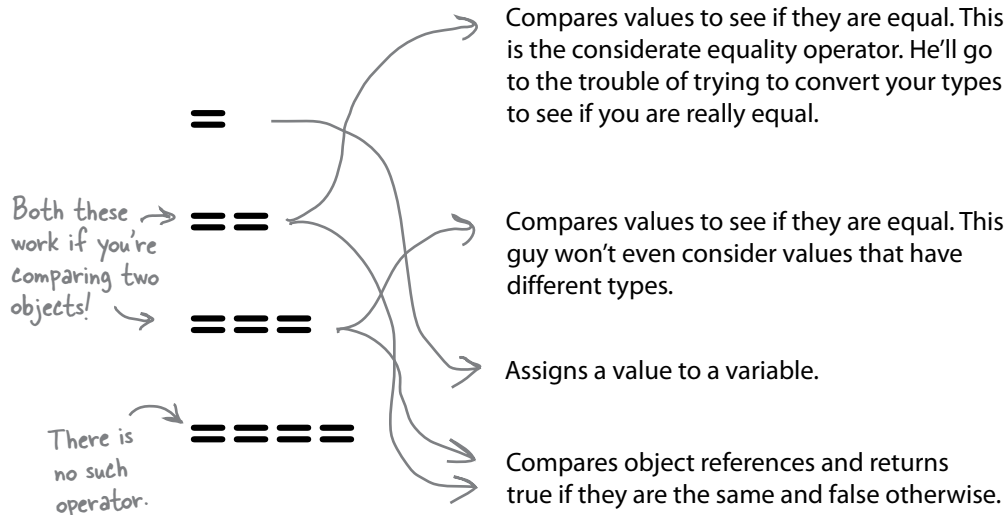 Compares values to see if they are equal. This
is the considerate equality operator. He’ll go
to the trouble of trying to convert your types
to see if you are really equal.
=
Both these
work if you’re
comparing two
objects!
==
Compares values to see if they are equal. This
guy won’t even consider values that have
different types.
===
Assigns a value to a variable.
There is
no such
operator.
====
Compares object references and returns
true if they are the same and false otherwise.